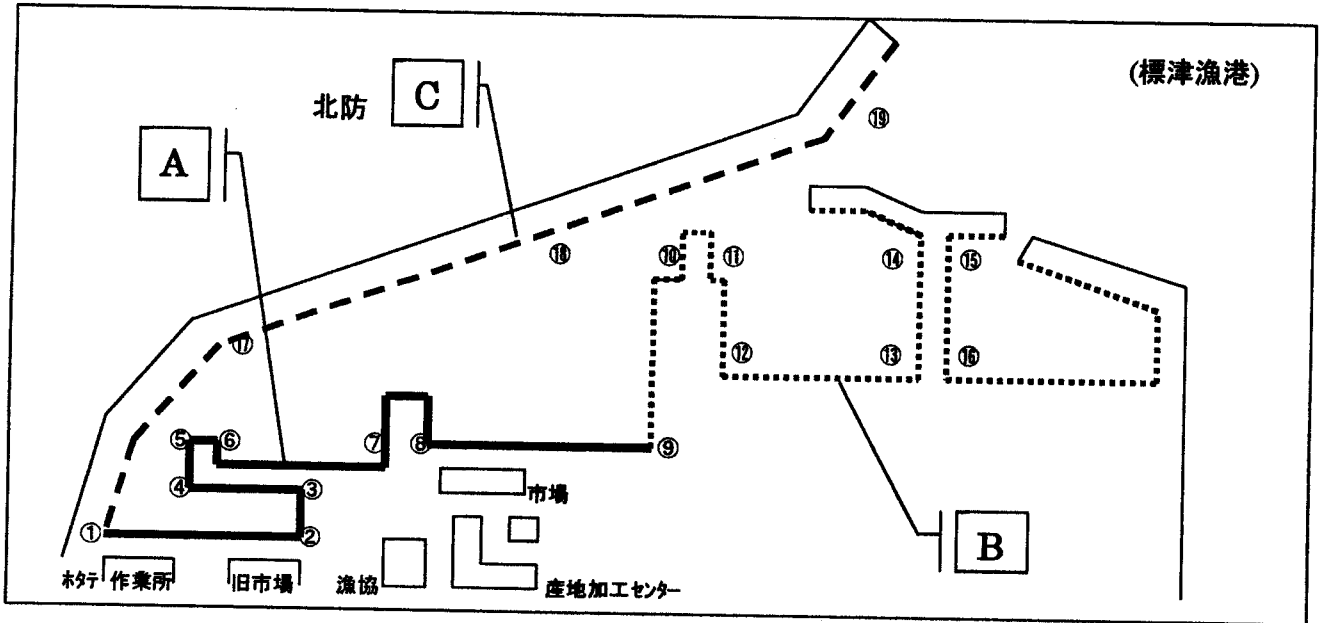 (標津漁港)
北防
C
A
⑲
⑱
⑩
⑪
⑭
⑮
⑰
⑫
⑬
⑯
⑤
⑥
⑦
⑧
⑨
④
③
①
②
市場
B
ホタテ 作業所
旧市場
漁協
産地加工センター